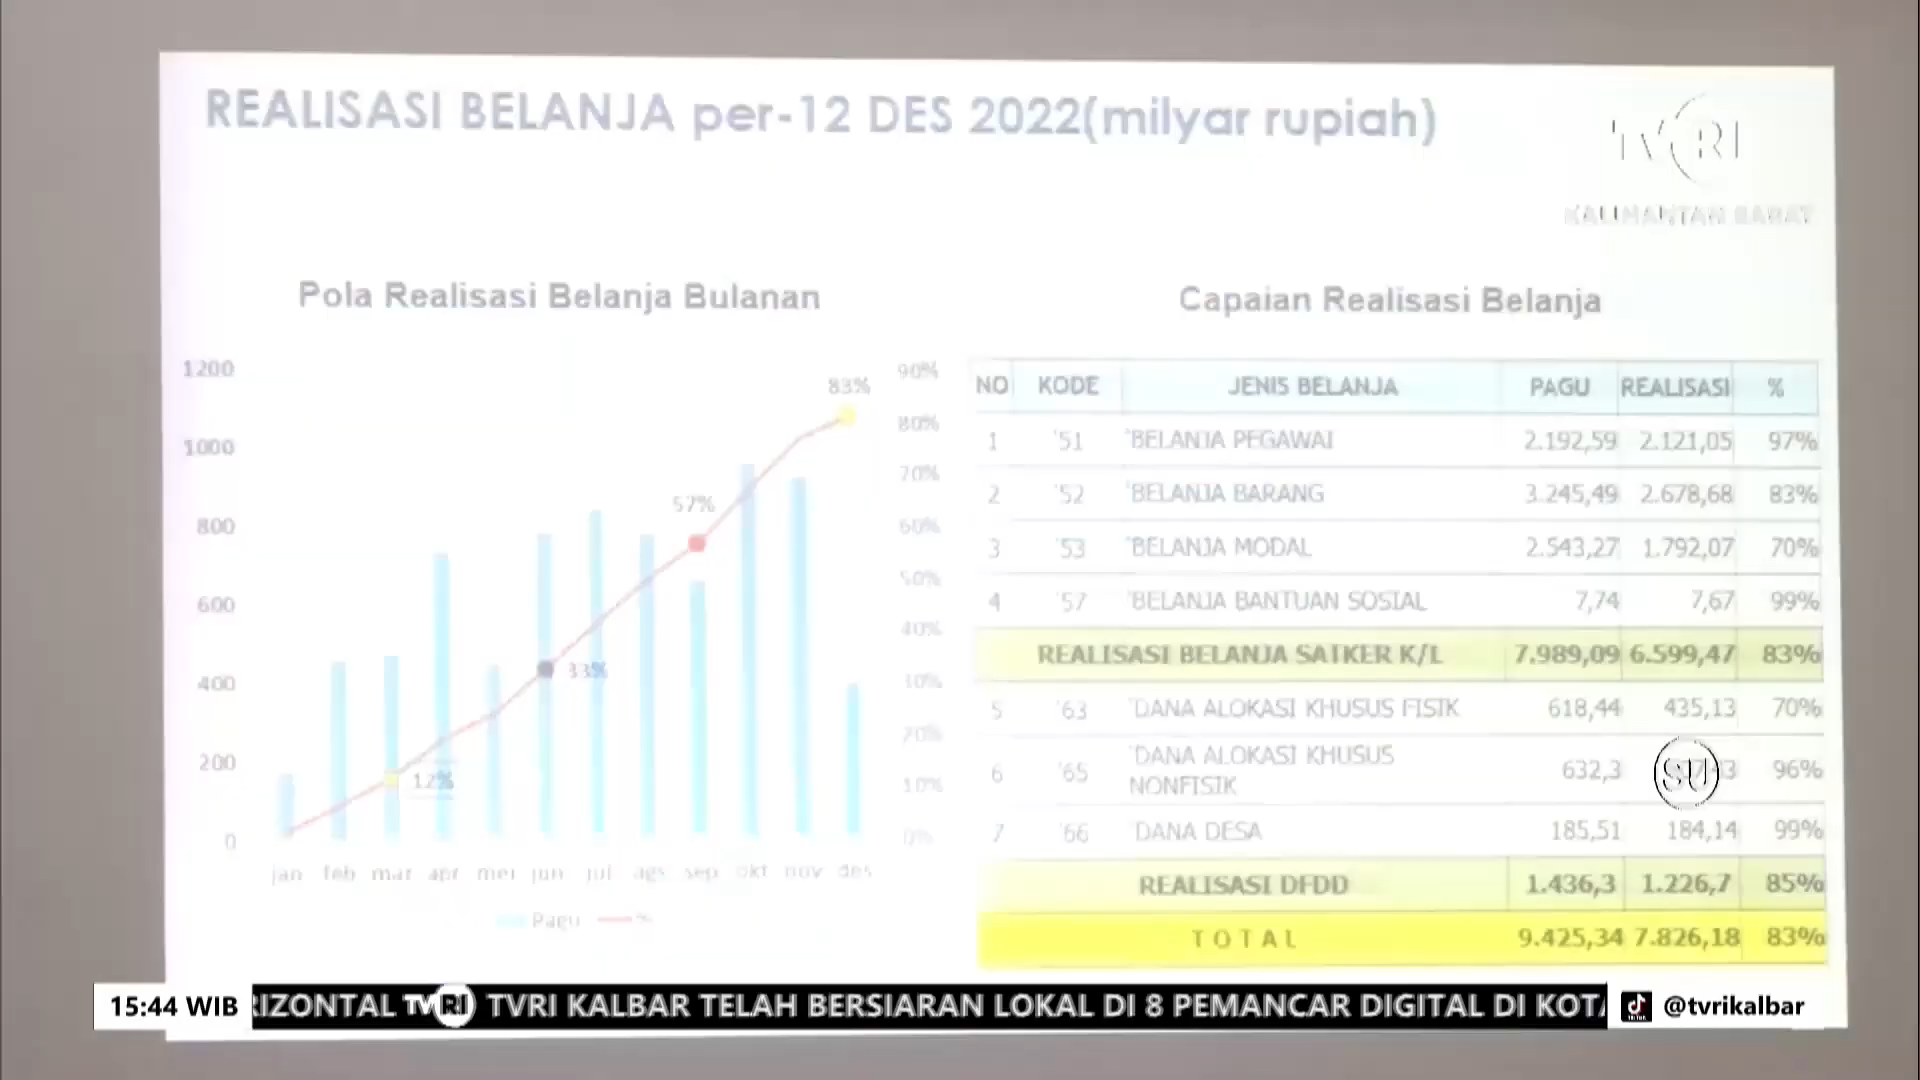 REALISASI BELANJA per-12 DES 2022(milyar rupiah)
TVRI
KALIMANTAN BARAT
Pola Realisasi Belanja Bulanan
1200
1000
800
600
400
200
0
90%
80%
70%
60%
50%
40%
30%
20%
10%
0%
83%
57%
33%
12%
jan feb mar apr mei jun jul ags sep okt nov des
Pagu %
Capaian Realisasi Belanja
NO KODE JENIS BELANJA PAGU REALISASI %
1 '51 'BELANJA PEGAWAI 2.192,59 2.121,05 97%
2 '52 'BELANJA BARANG 3.245,49 2.678,68 83%
3 '53 'BELANJA MODAL 2.543,27 1.792,07 70%
4 '57 'BELANJA BANTUAN SOSIAL 7,74 7,67 99%
REALISASI BELANJA SATKER K/L 7.989,09 6.599,47 83%
5 '63 'DANA ALOKASI KHUSUS FISIK 618,44 435,13 70%
6 '65 'DANA ALOKASI KHUSUS NONFISIK 632,3 96%
SU
7 '66 'DANA DESA 185,51 184,14 99%
REALISASI DFDD 1.436,3 1.226,7 85%
T O T A L 9.425,34 7.826,18 83%
15:44 WIB RIZONTAL TVRI TVRI KALBAR TELAH BERSIARAN LOKAL DI 8 PEMANCAR DIGITAL DI KOTA @tvrikalbar